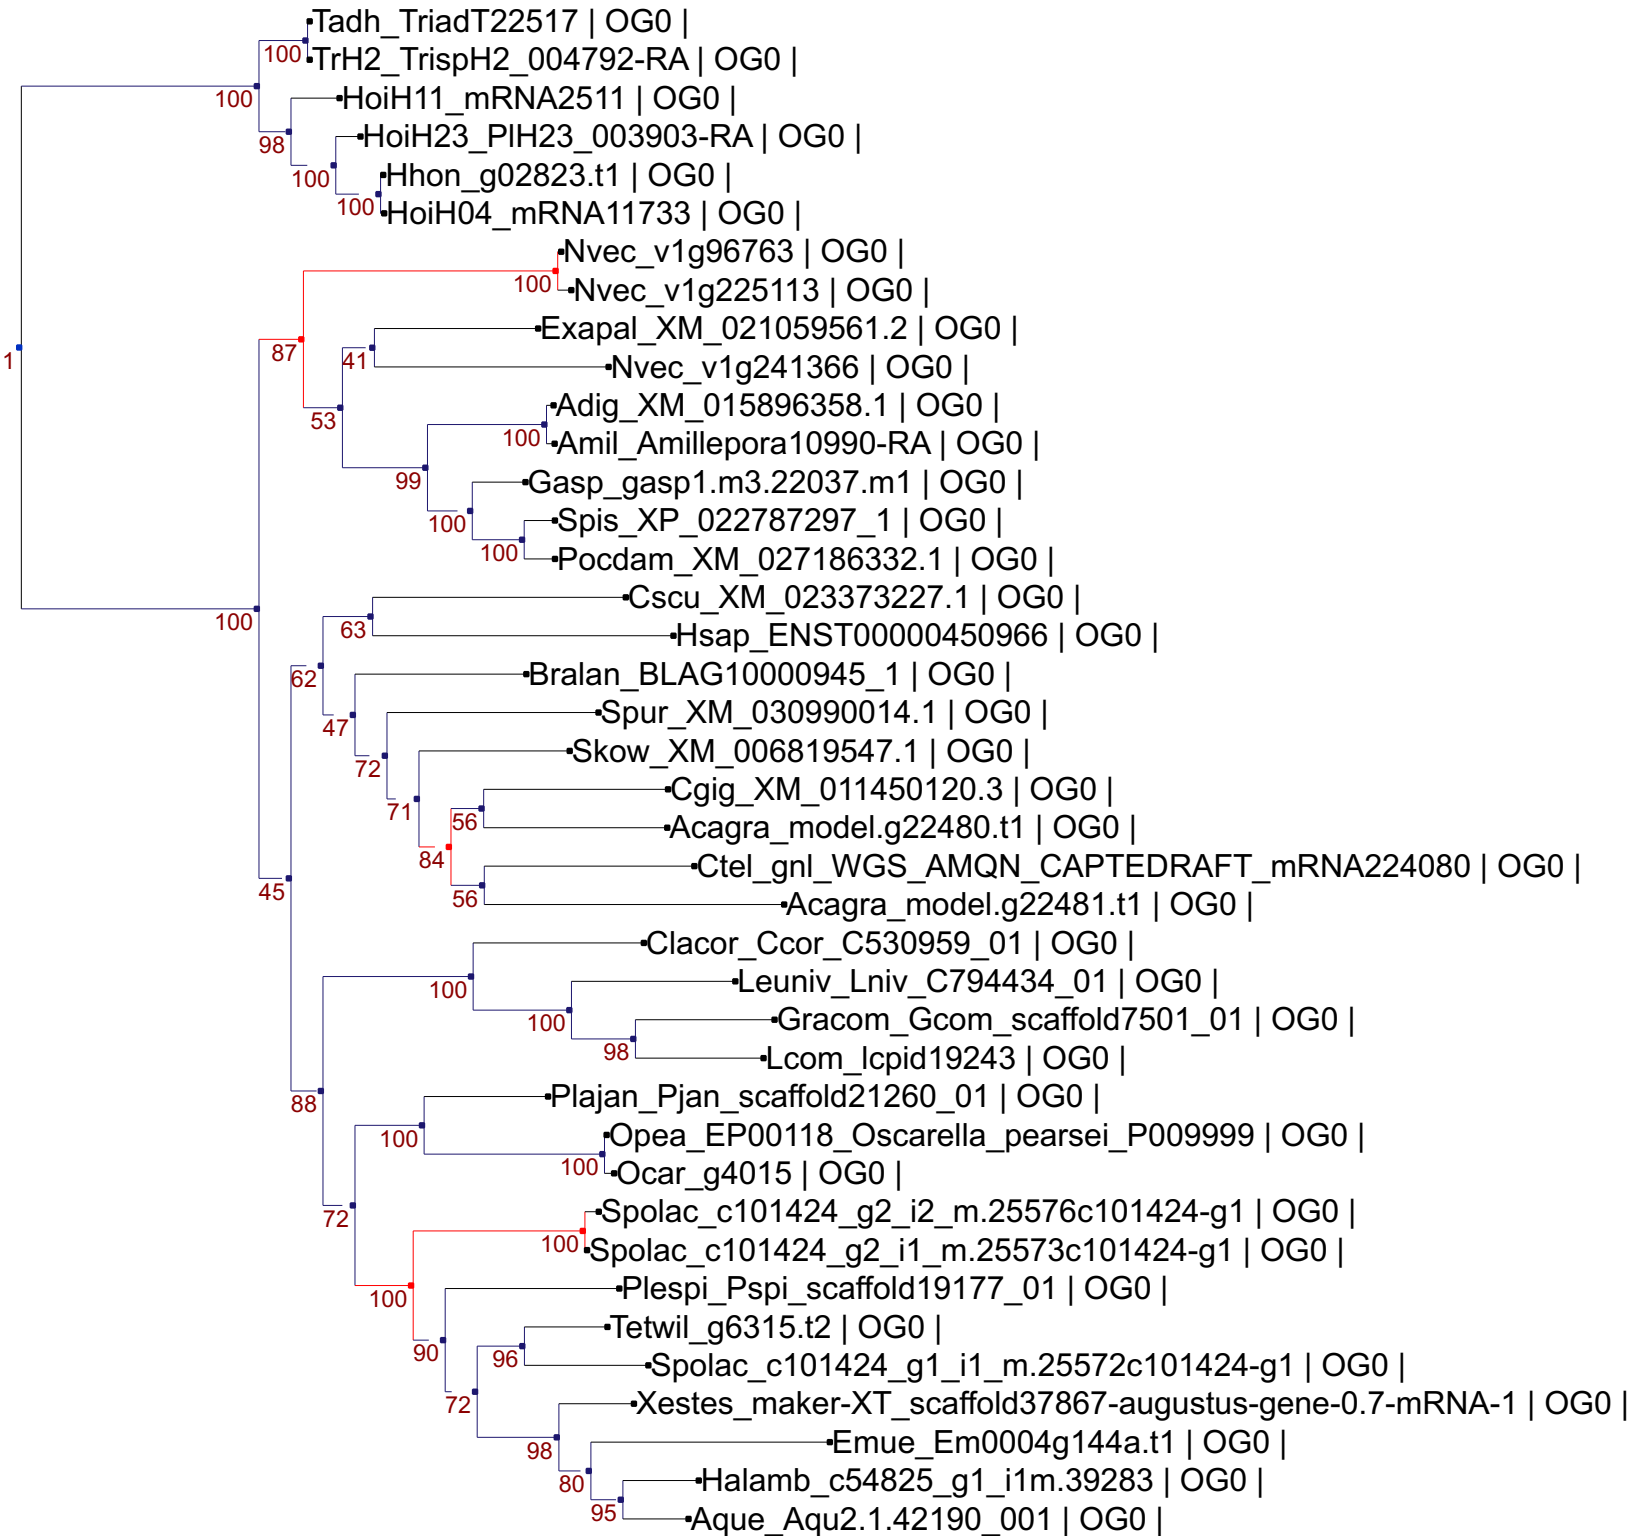 Tadh_TriadT22517 | OG0 |
100
TrH2_TrispH2_004792-RA | OG0 |
100
HoiH11_mRNA2511 | OG0 |
98
HoiH23_PlH23_003903-RA | OG0 |
100
Hhon_g02823.t1 | OG0 |
100
HoiH04_mRNA11733 | OG0 |
Nvec_v1g96763 | OG0 |
100
Nvec_v1g225113 | OG0 |
Exapal_XM_021059561.2 | OG0 |
1
87
41
Nvec_v1g241366 | OG0 |
Adig_XM_015896358.1 | OG0 |
53
100
Amil_Amillepora10990-RA | OG0 |
99
Gasp_gasp1.m3.22037.m1 | OG0 |
100
Spis_XP_022787297_1 | OG0 |
100
Pocdam_XM_027186332.1 | OG0 |
Cscu_XM_023373227.1 | OG0 |
100
63
Hsap_ENST00000450966 | OG0 |
62
Bralan_BLAG10000945_1 | OG0 |
47
Spur_XM_030990014.1 | OG0 |
72
Skow_XM_006819547.1 | OG0 |
71
Cgig_XM_011450120.3 | OG0 |
56
Acagra_model.g22480.t1 | OG0 |
84
Ctel_gnl_WGS_AMQN_CAPTEDRAFT_mRNA224080 | OG0 |
45
56
Acagra_model.g22481.t1 | OG0 |
Clacor_Ccor_C530959_01 | OG0 |
100
Leuniv_Lniv_C794434_01 | OG0 |
100
Gracom_Gcom_scaffold7501_01 | OG0 |
98
Lcom_lcpid19243 | OG0 |
88
Plajan_Pjan_scaffold21260_01 | OG0 |
100
Opea_EP00118_Oscarella_pearsei_P009999 | OG0 |
100
Ocar_g4015 | OG0 |
72
Spolac_c101424_g2_i2_m.25576c101424-g1 | OG0 |
100
Spolac_c101424_g2_i1_m.25573c101424-g1 | OG0 |
100
Plespi_Pspi_scaffold19177_01 | OG0 |
Tetwil_g6315.t2 | OG0 |
90
96
Spolac_c101424_g1_i1_m.25572c101424-g1 | OG0 |
72
Xestes_maker-XT_scaffold37867-augustus-gene-0.7-mRNA-1 | OG0 |
98
Emue_Em0004g144a.t1 | OG0 |
80
Halamb_c54825_g1_i1m.39283 | OG0 |
95
Aque_Aqu2.1.42190_001 | OG0 |